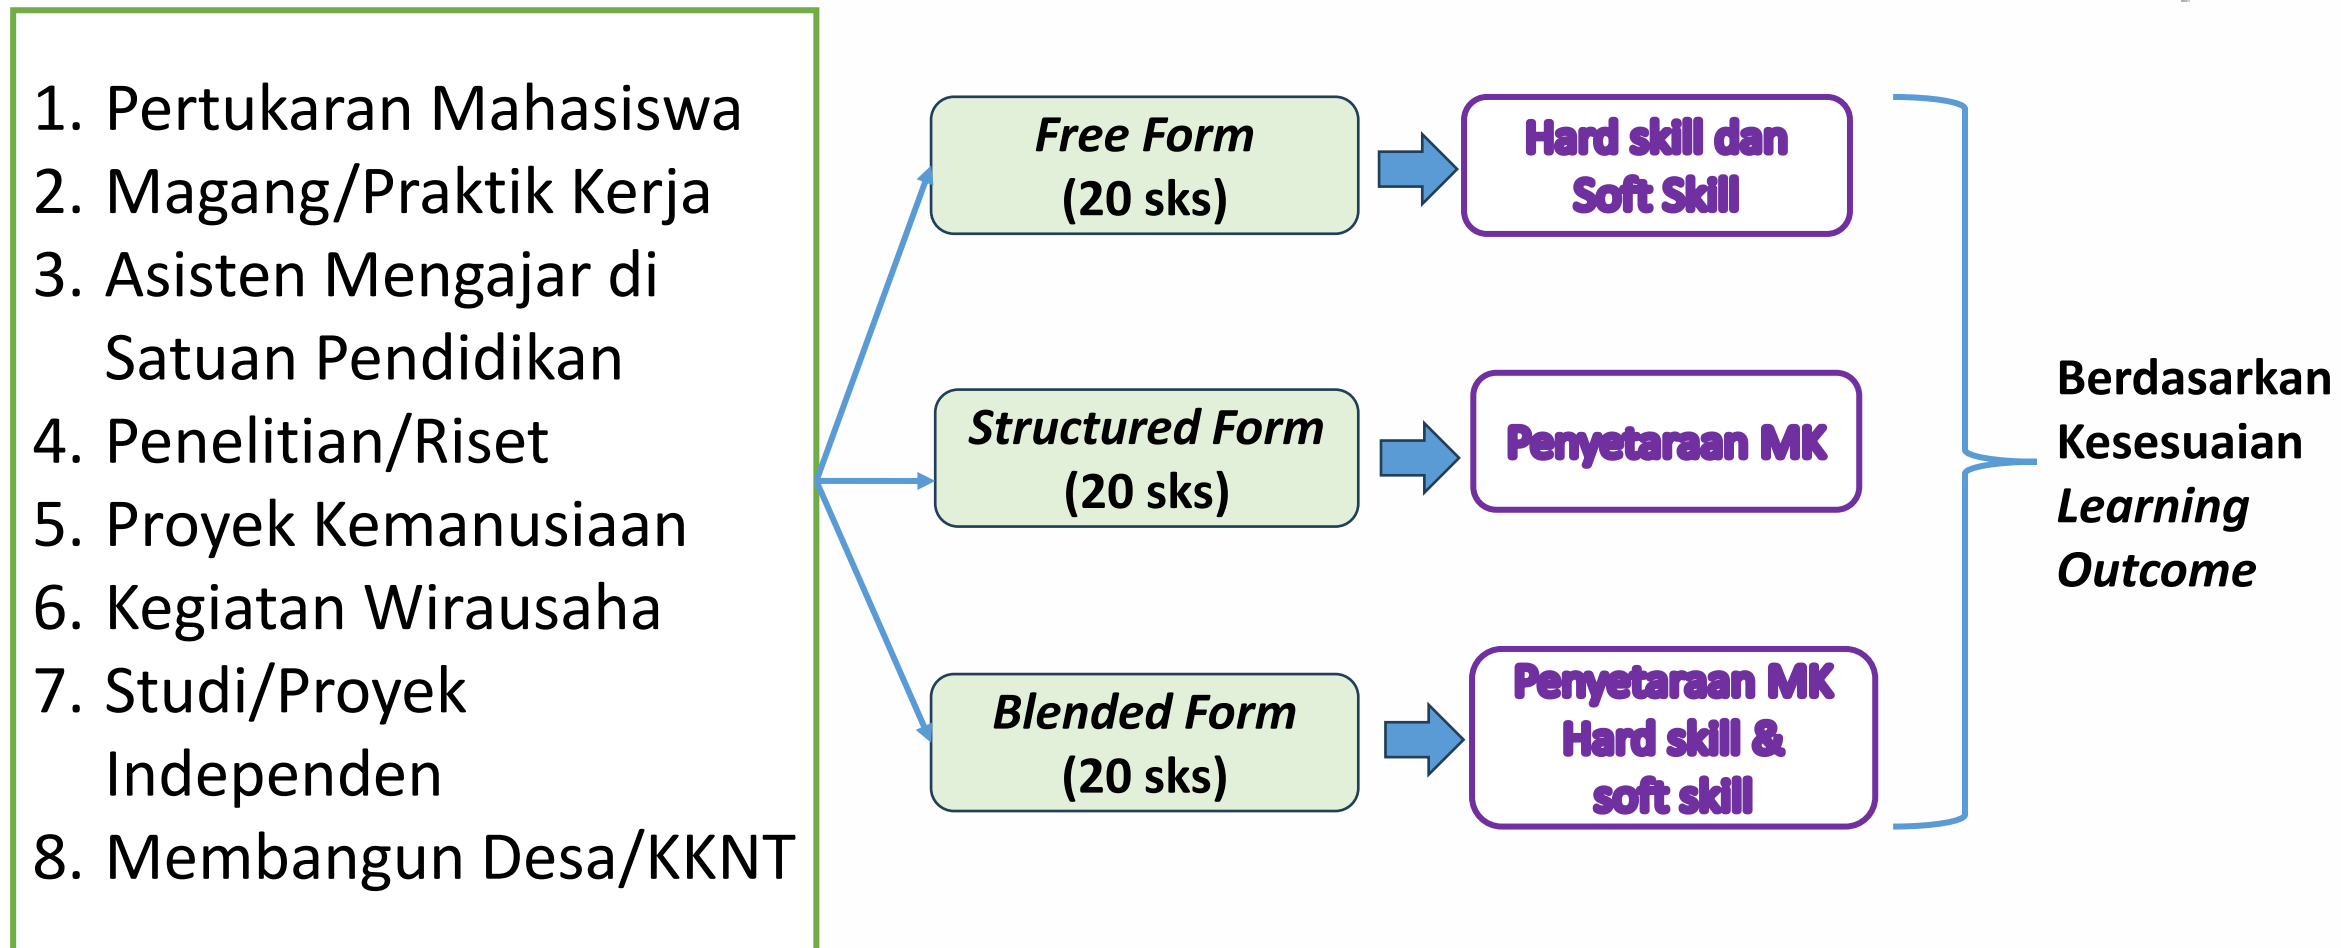 1. Pertukaran Mahasiswa
2. Magang/Praktik Kerja
3. Asisten Mengajar di
Satuan Pendidikan
4. Penelitian/Riset
5. Proyek Kemanusiaan
6. Kegiatan Wirausaha
7. Studi/Proyek
Independen
8. Membangun Desa/KKNT
Free Form
(20 sks)
Hard skill dan
Soft Skill
Structured Form
(20 sks)
Penyetaraan MK
Blended Form
(20 sks)
Penyetaraan MK
Hard skill &
soft skill
Berdasarkan
Kesesuaian
Learning
Outcome